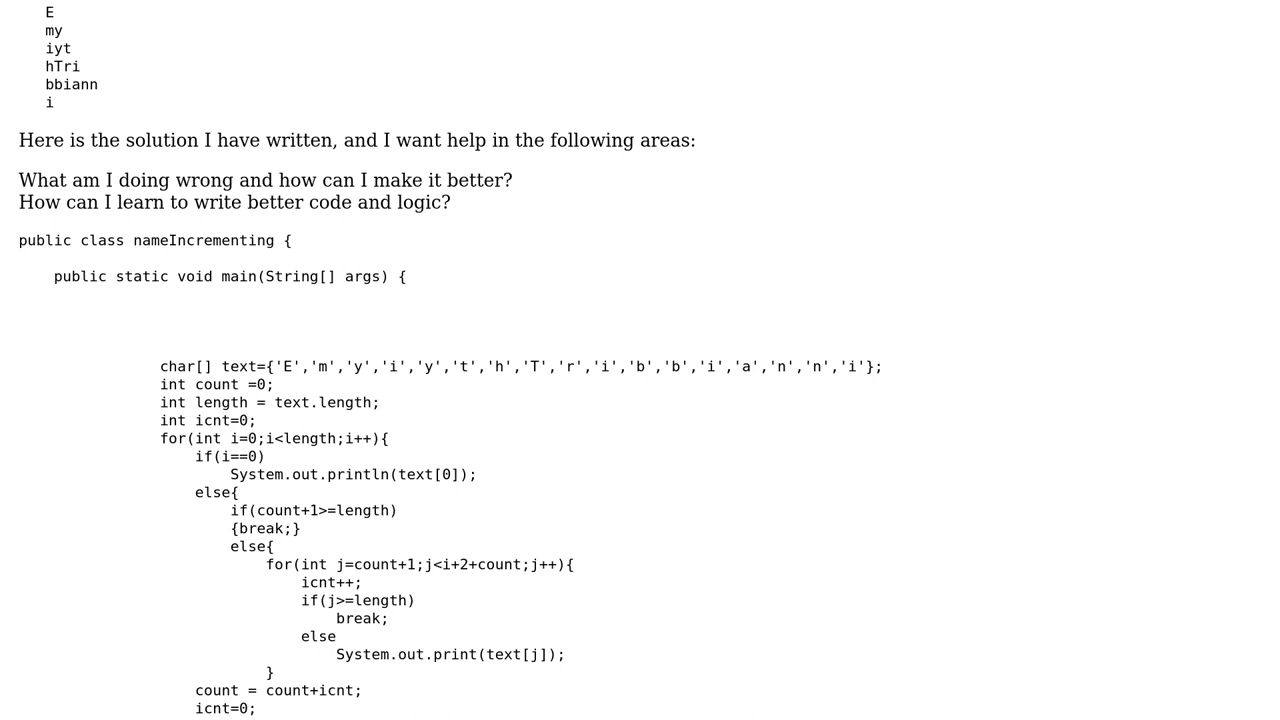 E
my
iyt
hTri
bbiann
i
Here is the solution I have written, and I want help in the following areas:
What am I doing wrong and how can I make it better?
How can I learn to write better code and logic?
public class nameIncrementing {
    public static void main(String[] args) {
                char[] text={'E','m','y','i','y','t','h','T','r','i','b','b','i','a','n','n','i'};
                int count =0;
                int length = text.length;
                int icnt=0;
                for(int i=0;i<length;i++){
                    if(i==0)
                        System.out.println(text[0]);
                    else{
                        if(count+1>=length)
                        {break;}
                        else{
                            for(int j=count+1;j<i+2+count;j++){
                                icnt++;
                                if(j>=length)
                                    break;
                                else
                                    System.out.print(text[j]);
                            }
                    count = count+icnt;
                    icnt=0;